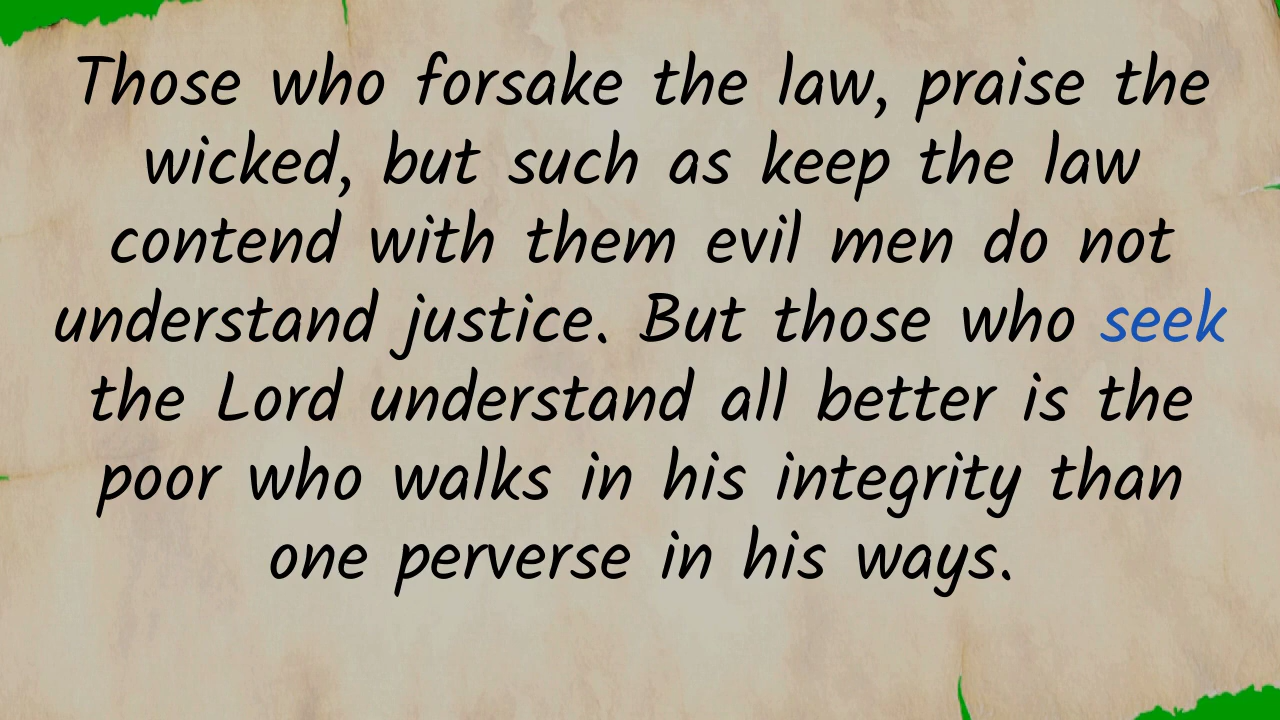 Those who forsake the law, praise the
wicked, but such as keep the law
contend with them evil men do not
understand justice. But those who seek
the Lord understand all better is the
poor who walks in his integrity than
one perverse in his ways.